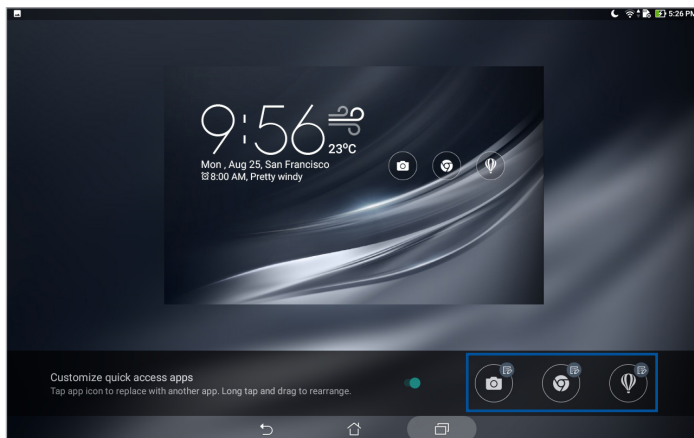 5:26 PM
9:56
23°C
Mon , Aug 25, San Francisco
8:00 AM, Pretty windy
Customize quick access apps
Tap app icon to replace with another app. Long tap and drag to rearrange.